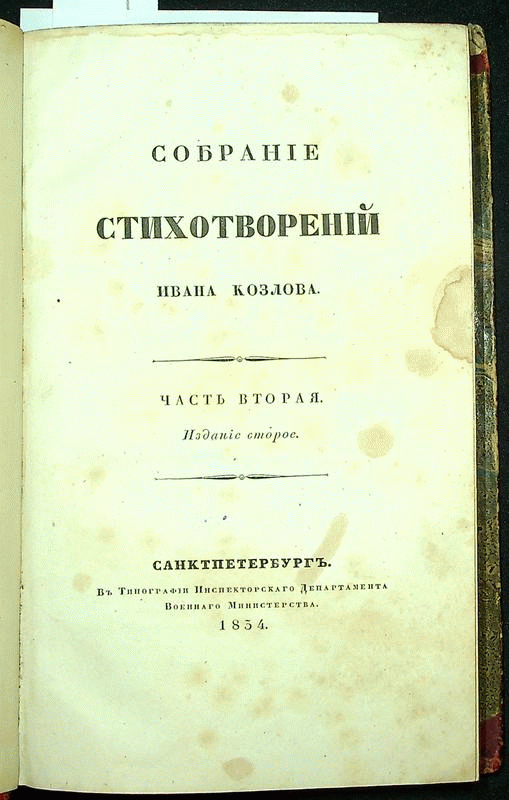 СОБРАНІЕ
СТИХОТВОРЕНІЙ
ИВАНА КОЗЛОВА.
ЧАСТЬ ВТОРАЯ.
Изданіе второе.
САНКТПЕТЕРБУРГЪ.
Въ Типографіи Инспекторскаго Департамента
Военнаго Министерства.
1834.